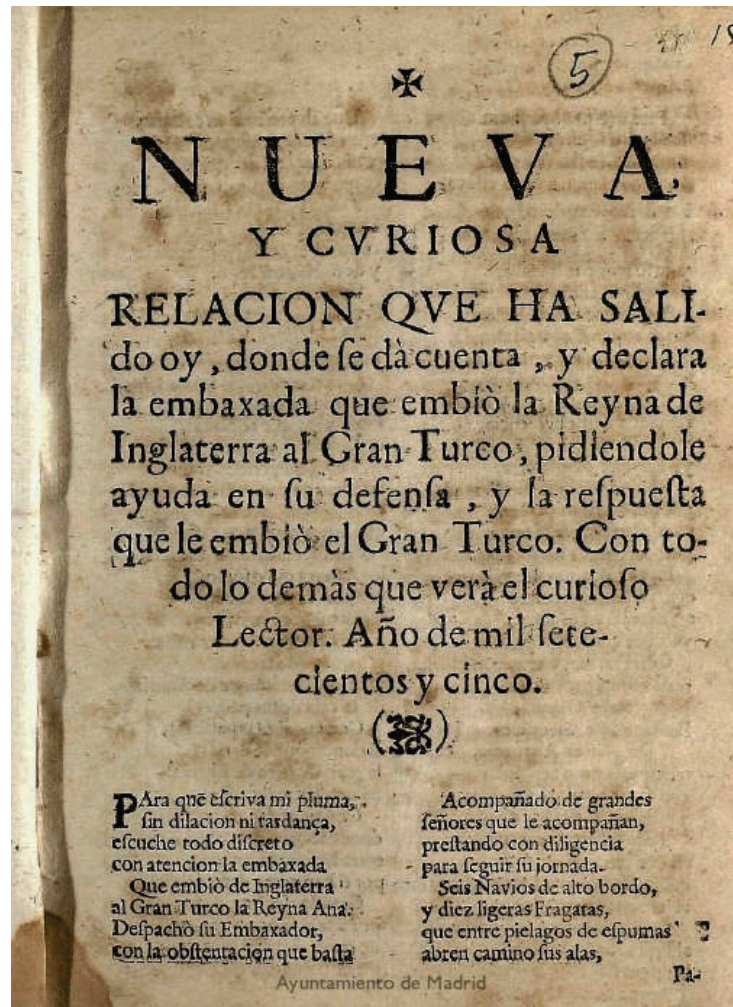 5
NUEVA
Y CVRIOSA
RELACION QVE HA SALI-
do oy, donde ſe dà cuenta, y declara
la embaxada que embiò la Reyna de
Inglaterra al Gran Turco, pidiendole
ayuda en ſu defenſa, y la reſpueſta
que le embiò el Gran Turco. Con to-
do lo demàs que verà el curioſo
Lector. Año de mil ſete-
cientos y cinco.
PAra què eſcriva mi pluma,
ſin dilacion ni tardança,
eſcuche todo diſcreto
con atencion la embaxada
Que embiò de Inglaterra
al Gran Turco la Reyna Ana.
Deſpachò ſu Embaxador,
con la obſtentacion que baſta
Acompañado de grandes
ſeñores que le acompañan,
preſtando con diligencia
para ſeguir ſu jornada.
Seis Navios de alto bordo,
y diez ligeras Fragatas,
que entre pielagos de eſpumas
abren camino ſus alas,
Pa-
Ayuntamiento de Madrid